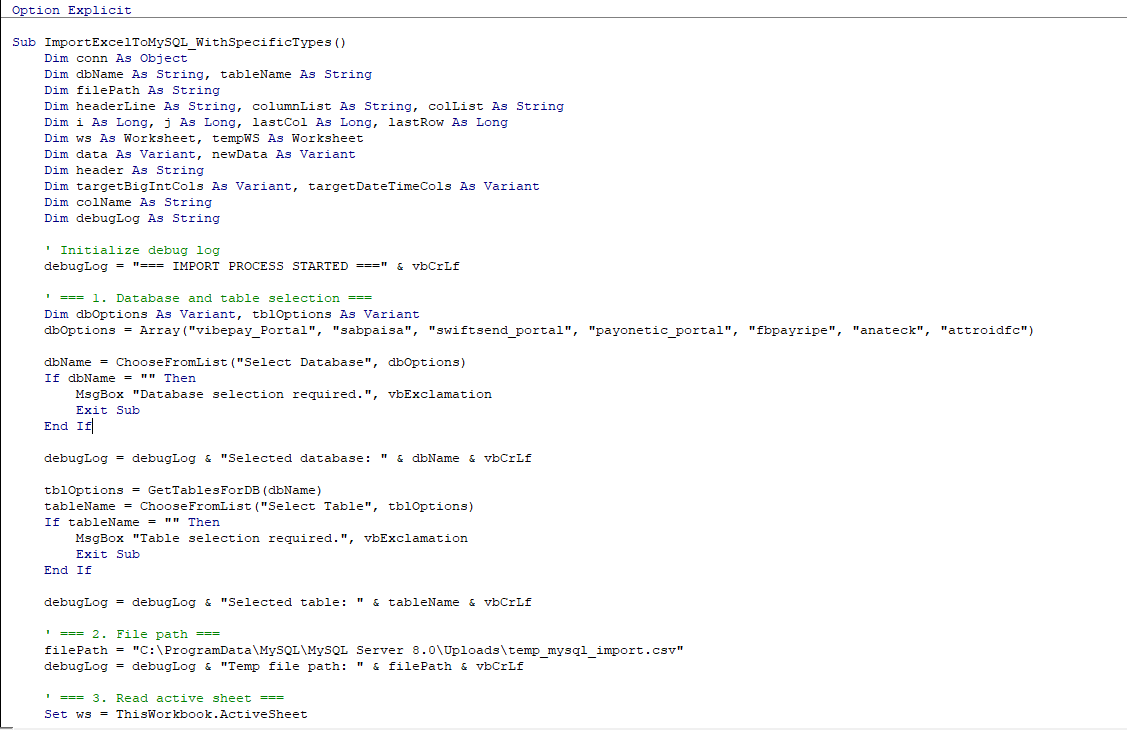 Option Explicit
Sub ImportExcelToMySQL_WithSpecificTypes()
Dim conn As Object
Dim dbName As String, tableName As String
Dim filePath As String
Dim headerLine As String, columnList As String, colList As String
Dim i As Long, j As Long, lastCol As Long, lastRow As Long
Dim ws As Worksheet, tempWS As Worksheet
Dim data As Variant, newData As Variant
Dim header As String
Dim targetBigIntCols As Variant, targetDateTimeCols As Variant
Dim colName As String
Dim debugLog As String
' Initialize debug log
debugLog = "=== IMPORT PROCESS STARTED ===" & vbCrLf
' === 1. Database and table selection ===
Dim dbOptions As Variant, tblOptions As Variant
dbOptions = Array("vibepay_Portal", "sabpaisa", "swiftsend_portal", "payonetic_portal", "fbpayripe", "anateck", "attroidfc")
dbName = ChooseFromList("Select Database", dbOptions)
If dbName = "" Then
MsgBox "Database selection required.", vbExclamation
Exit Sub
End If
debugLog = debugLog & "Selected database: " & dbName & vbCrLf
tblOptions = GetTablesForDB(dbName)
tableName = ChooseFromList("Select Table", tblOptions)
If tableName = "" Then
MsgBox "Table selection required.", vbExclamation
Exit Sub
End If
debugLog = debugLog & "Selected table: " & tableName & vbCrLf
' === 2. File path ===
filePath = "C:\ProgramData\MySQL\MySQL Server 8.0\Uploads\temp_mysql_import.csv"
debugLog = debugLog & "Temp file path: " & filePath & vbCrLf
' === 3. Read active sheet ===
Set ws = ThisWorkbook.ActiveSheet